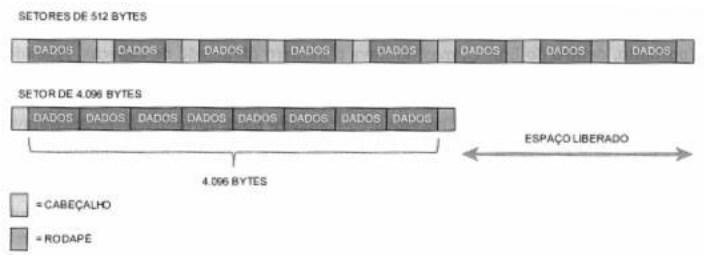 SETORES DE 512 BYTES
DADOS DADOS DADOS DADOS DADOS DADOS DADOS DADOS
SETOR DE 4.096 BYTES
DADOS DADOS DADOS DADOS DADOS DADOS DADOS DADOS
ESPAÇO LIBERADO
4.096 BYTES
= CABEÇALHO
= RODAPÉ